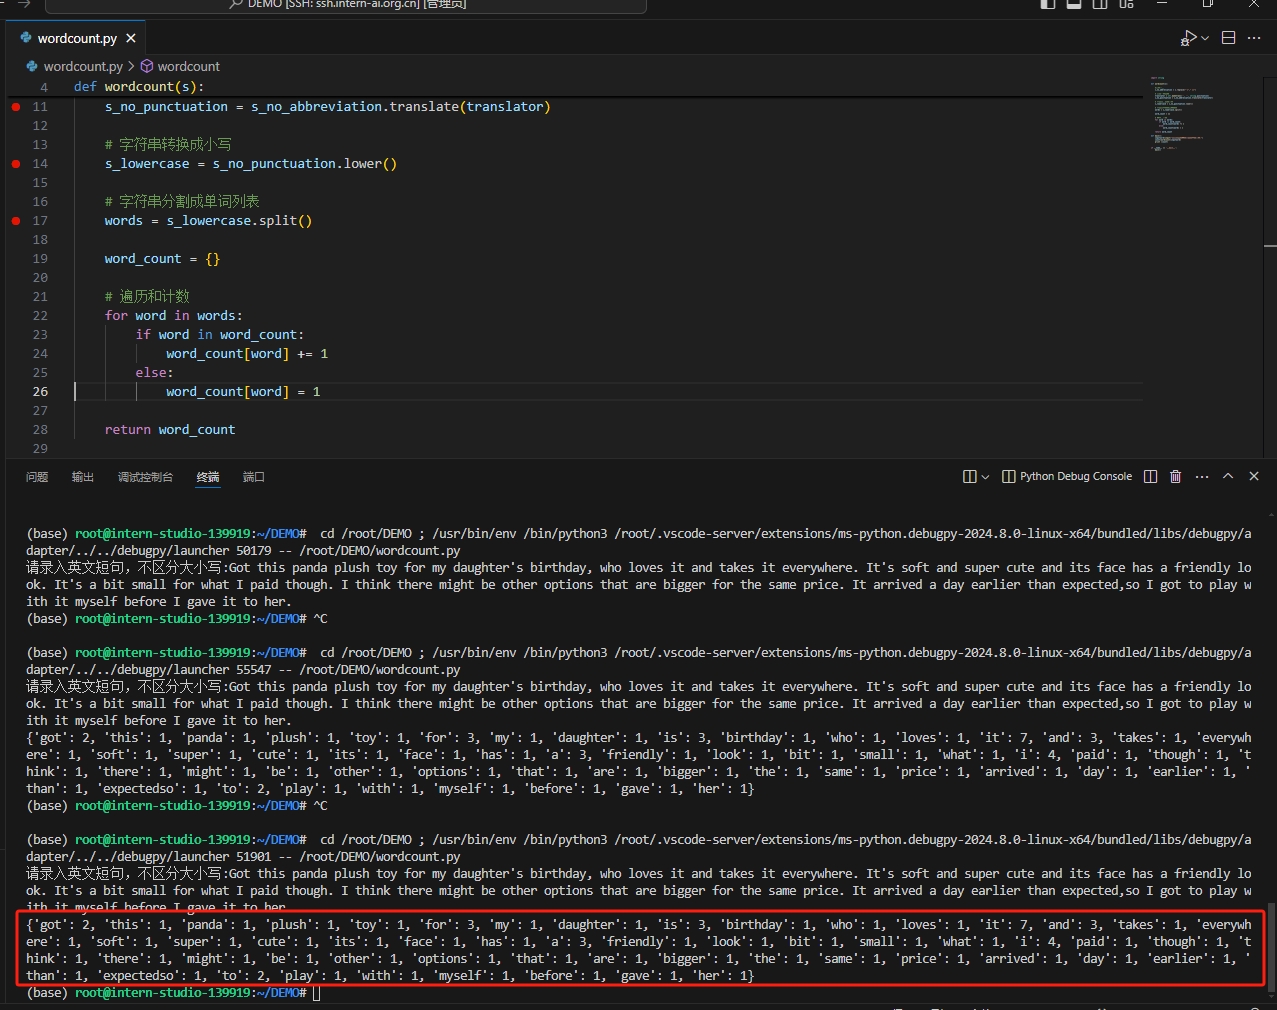 DEMO [SSH: ssh.intern-ai.org.cn] [管理员]
wordcount.py
wordcount.py > wordcount
4 def wordcount(s):
11 s_no_punctuation = s_no_abbreviation.translate(translator)
12
13 # 字符串转换成小写
14 s_lowercase = s_no_punctuation.lower()
15
16 # 字符串分割成单词列表
17 words = s_lowercase.split()
18
19 word_count = {}
20
21 # 遍历和计数
22 for word in words:
23 if word in word_count:
24 word_count[word] += 1
25 else:
26 word_count[word] = 1
27
28 return word_count
29
问题 输出 调试控制台 终端 端口 Python Debug Console
(base) root@intern-studio-139919:~/DEMO# cd /root/DEMO ; /usr/bin/env /bin/python3 /root/.vscode-server/extensions/ms-python.debugpy-2024.8.0-linux-x64/bundled/libs/debugpy/a
dapter/../../debugpy/launcher 50179 -- /root/DEMO/wordcount.py
请录入英文短句，不区分大小写:Got this panda plush toy for my daughter's birthday, who loves it and takes it everywhere. It's soft and super cute and its face has a friendly lo
ok. It's a bit small for what I paid though. I think there might be other options that are bigger for the same price. It arrived a day earlier than expected,so I got to play w
ith it myself before I gave it to her.
(base) root@intern-studio-139919:~/DEMO# ^C
(base) root@intern-studio-139919:~/DEMO# cd /root/DEMO ; /usr/bin/env /bin/python3 /root/.vscode-server/extensions/ms-python.debugpy-2024.8.0-linux-x64/bundled/libs/debugpy/a
dapter/../../debugpy/launcher 55547 -- /root/DEMO/wordcount.py
请录入英文短句，不区分大小写:Got this panda plush toy for my daughter's birthday, who loves it and takes it everywhere. It's soft and super cute and its face has a friendly lo
ok. It's a bit small for what I paid though. I think there might be other options that are bigger for the same price. It arrived a day earlier than expected,so I got to play w
ith it myself before I gave it to her.
{'got': 2, 'this': 1, 'panda': 1, 'plush': 1, 'toy': 1, 'for': 3, 'my': 1, 'daughter': 1, 'is': 3, 'birthday': 1, 'who': 1, 'loves': 1, 'it': 7, 'and': 3, 'takes': 1, 'everywh
ere': 1, 'soft': 1, 'super': 1, 'cute': 1, 'its': 1, 'face': 1, 'has': 1, 'a': 3, 'friendly': 1, 'look': 1, 'bit': 1, 'small': 1, 'what': 1, 'i': 4, 'paid': 1, 'though': 1, 't
hink': 1, 'there': 1, 'might': 1, 'be': 1, 'other': 1, 'options': 1, 'that': 1, 'are': 1, 'bigger': 1, 'the': 1, 'same': 1, 'price': 1, 'arrived': 1, 'day': 1, 'earlier': 1, '
than': 1, 'expectedso': 1, 'to': 2, 'play': 1, 'with': 1, 'myself': 1, 'before': 1, 'gave': 1, 'her': 1}
(base) root@intern-studio-139919:~/DEMO# ^C
(base) root@intern-studio-139919:~/DEMO# cd /root/DEMO ; /usr/bin/env /bin/python3 /root/.vscode-server/extensions/ms-python.debugpy-2024.8.0-linux-x64/bundled/libs/debugpy/a
dapter/../../debugpy/launcher 51901 -- /root/DEMO/wordcount.py
请录入英文短句，不区分大小写:Got this panda plush toy for my daughter's birthday, who loves it and takes it everywhere. It's soft and super cute and its face has a friendly lo
ok. It's a bit small for what I paid though. I think there might be other options that are bigger for the same price. It arrived a day earlier than expected,so I got to play w
ith it myself before I gave it to her
{'got': 2, 'this': 1, 'panda': 1, 'plush': 1, 'toy': 1, 'for': 3, 'my': 1, 'daughter': 1, 'is': 3, 'birthday': 1, 'who': 1, 'loves': 1, 'it': 7, 'and': 3, 'takes': 1, 'everywh
ere': 1, 'soft': 1, 'super': 1, 'cute': 1, 'its': 1, 'face': 1, 'has': 1, 'a': 3, 'friendly': 1, 'look': 1, 'bit': 1, 'small': 1, 'what': 1, 'i': 4, 'paid': 1, 'though': 1, 't
hink': 1, 'there': 1, 'might': 1, 'be': 1, 'other': 1, 'options': 1, 'that': 1, 'are': 1, 'bigger': 1, 'the': 1, 'same': 1, 'price': 1, 'arrived': 1, 'day': 1, 'earlier': 1, '
than': 1, 'expectedso': 1, 'to': 2, 'play': 1, 'with': 1, 'myself': 1, 'before': 1, 'gave': 1, 'her': 1}
(base) root@intern-studio-139919:~/DEMO#